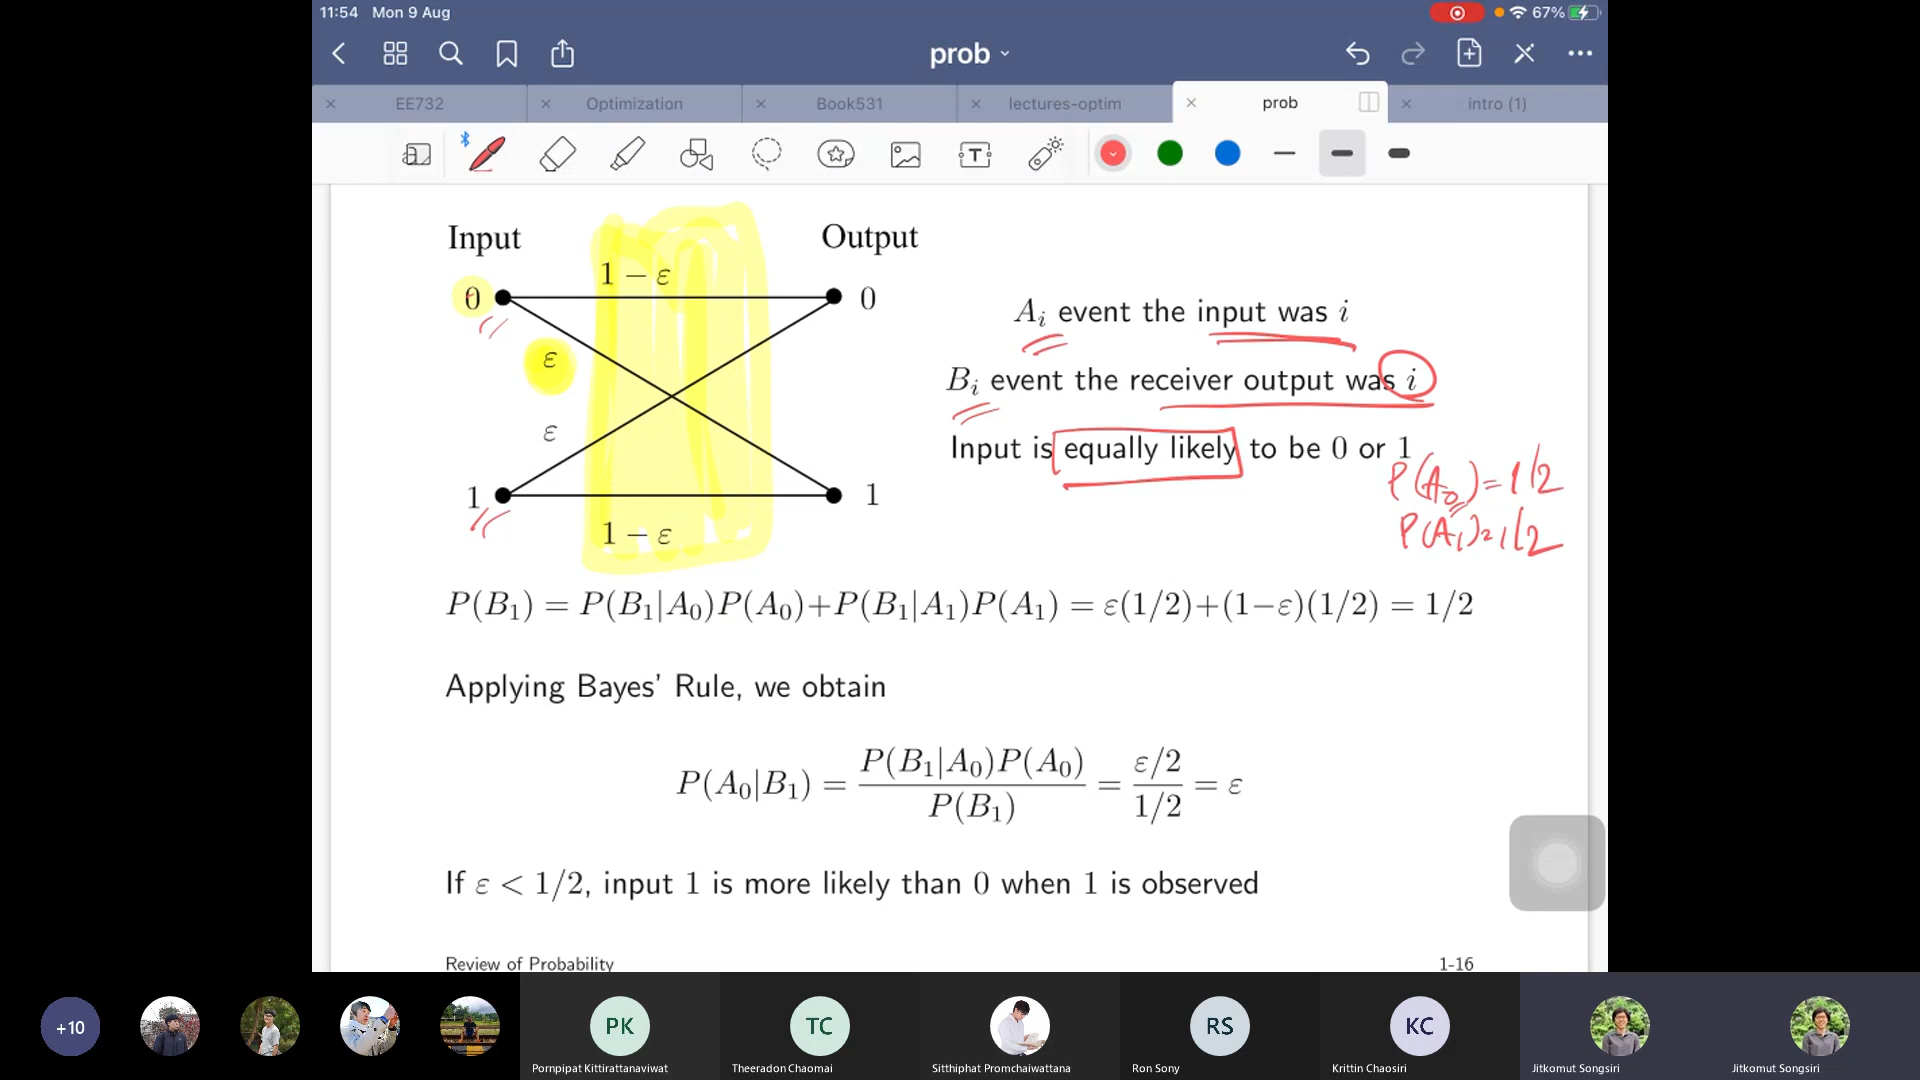 11:54 Mon 9 Aug
67%
prob
EE732
Optimization
Book531
lectures-optim
prob
intro (1)
Input
Output
1 − ε
0
0
ε
ε
1
1
1 − ε
A_i event the input was i
B_i event the receiver output was i
Input is equally likely to be 0 or 1
P(A_0) = 1/2
P(A_1) = 1/2
P(B_1) = P(B_1|A_0)P(A_0)+P(B_1|A_1)P(A_1) = ε(1/2)+(1−ε)(1/2) = 1/2
Applying Bayes' Rule, we obtain
P(A_0|B_1) = P(B_1|A_0)P(A_0) / P(B_1) = ε/2 / 1/2 = ε
If ε < 1/2, input 1 is more likely than 0 when 1 is observed
Review of Probability
1-16
+10
PK
TC
RS
KC
Pornpipat Kittirattanaviwat
Theeradon Chaomai
Sitthiphat Promchaiwattana
Ron Sony
Krittin Chaosiri
Jitkomut Songsiri
Jitkomut Songsiri